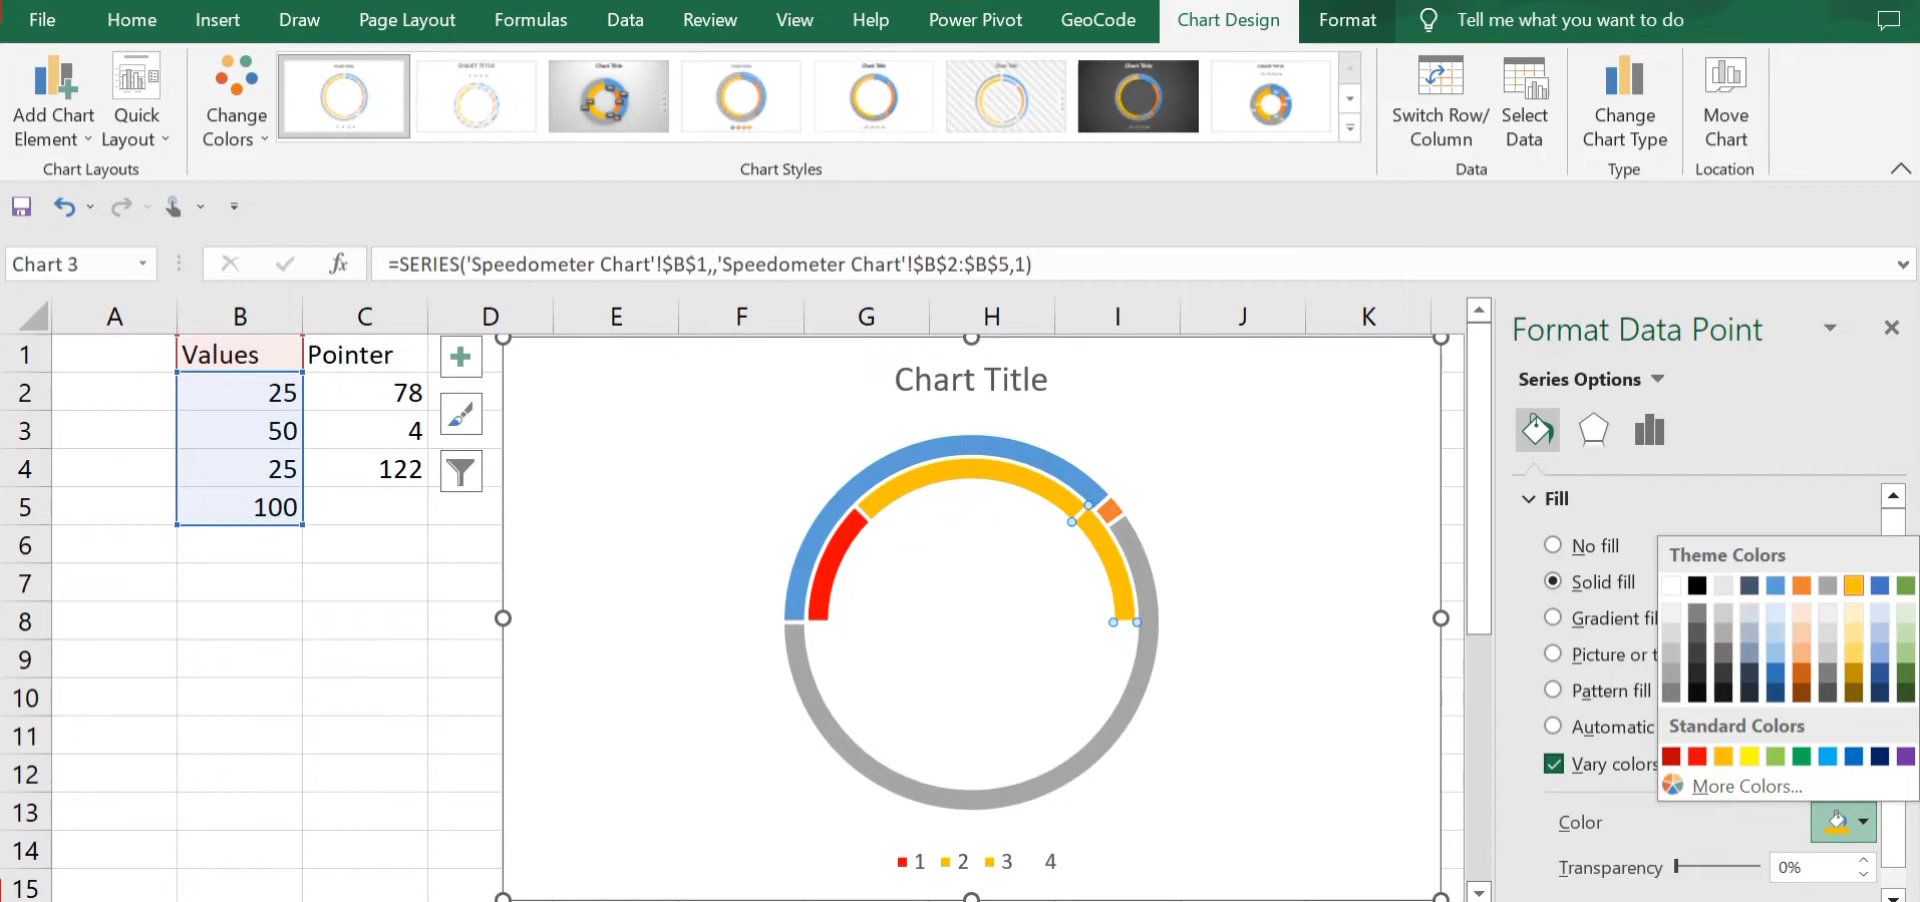 File Home Insert Draw Page Layout Formulas Data Review View Help Power Pivot GeoCode Chart Design Format Tell me what you want to do
Add Chart Element
Quick Layout
Change Colors
Switch Row/ Column
Select Data
Change Chart Type
Move Chart
Chart Layouts Chart Styles Data Type Location
Chart 3 fx =SERIES('Speedometer Chart'!$B$1,,'Speedometer Chart'!$B$2:$B$5,1)
A B C D E F G H I J K
1 Values Pointer
2 25 78
3 50 4
4 25 122
5 100
6
7
8
9
10
11
12
13
14
15
Chart Title
1 2 3 4
Format Data Point
Series Options
Fill
No fill
Solid fill
Gradient fil
Picture or t
Pattern fill
Automatic
Vary colors
Theme Colors
Standard Colors
More Colors...
Color
Transparency 0%